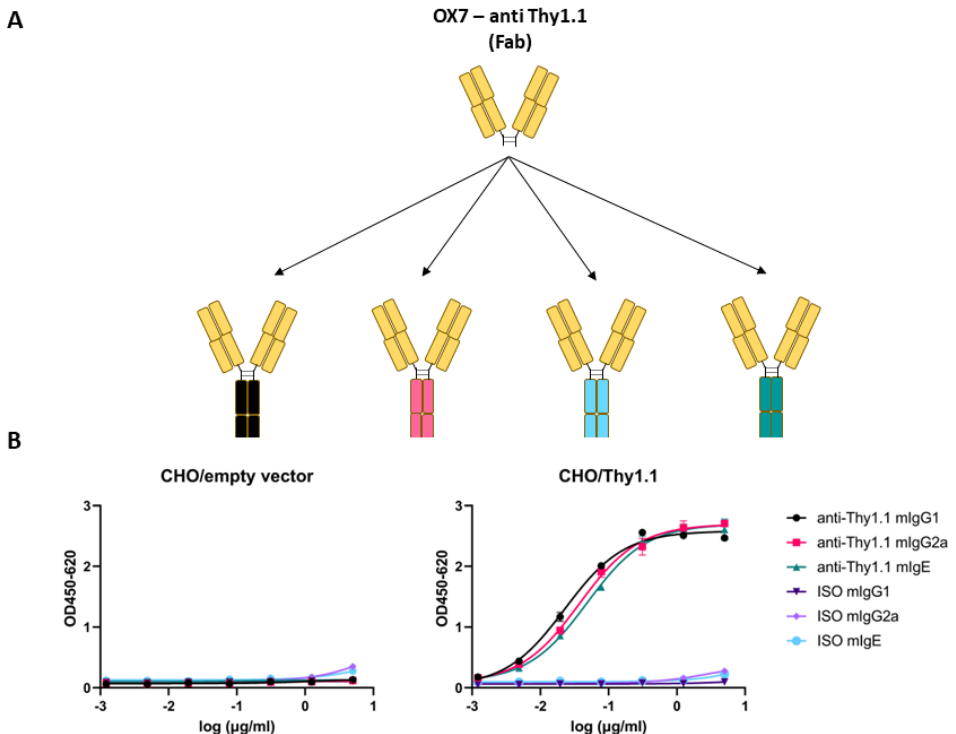 A
OX7 – anti Thy1.1
(Fab)
B
CHO/empty vector
OD450-620
3
2
1
0
-3 -2 -1 0 1
log (µg/ml)
CHO/Thy1.1
OD450-620
3
2
1
0
-3 -2 -1 0 1
log (µg/ml)
anti-Thy1.1 mIgG1
anti-Thy1.1 mIgG2a
anti-Thy1.1 mIgE
ISO mIgG1
ISO mIgG2a
ISO mIgE